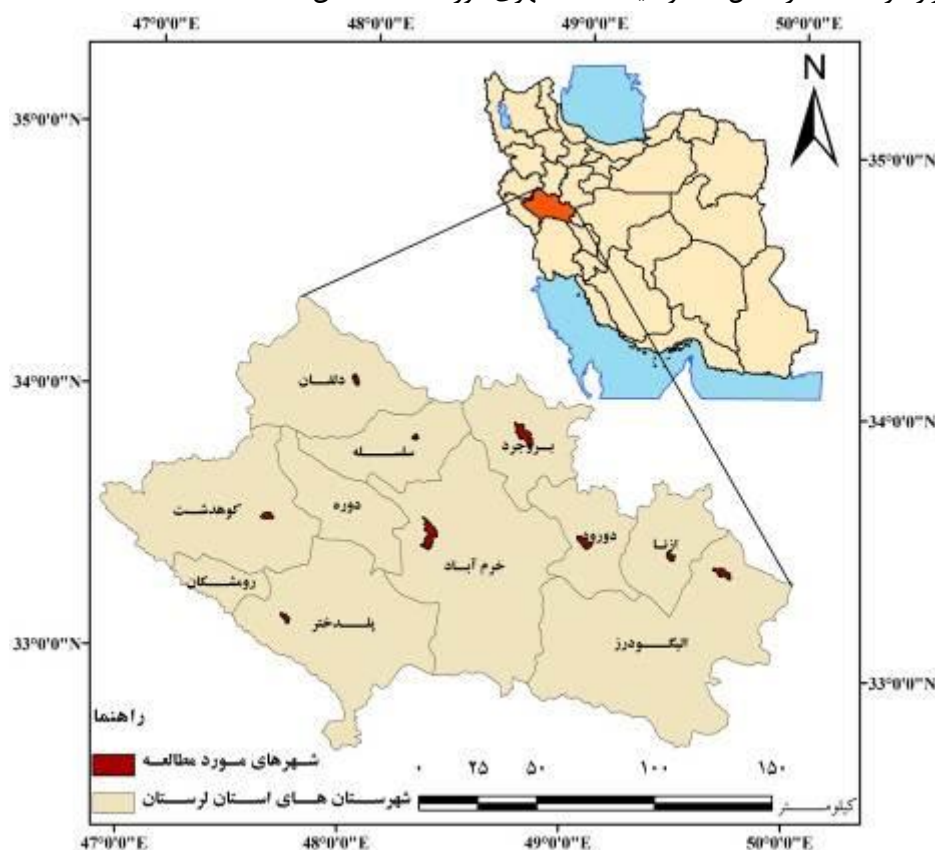 47°0'0"E 48°0'0"E 49°0'0"E 50°0'0"E
N
35°0'0"N
35°0'0"N
34°0'0"N
دلفان
34°0'0"N
بروجرد
سلسله
کوهدشت
دوره
دورود
ازنا
خرم آباد
رومشکان
پلدختر
الیگودرز
33°0'0"N
33°0'0"N
راهنما
شهرهای مورد مطالعه
شهرستان های استان لرستان
۰ ۲۵ ۵۰ ۱۰۰ ۱۵۰
کیلومتر
47°0'0"E 48°0'0"E 49°0'0"E 50°0'0"E